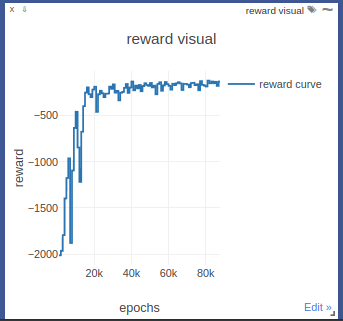 x ⇓ reward visual
reward visual
reward curve
−500
−1000
−1500
−2000
reward
20k 40k 60k 80k
epochs
Edit »